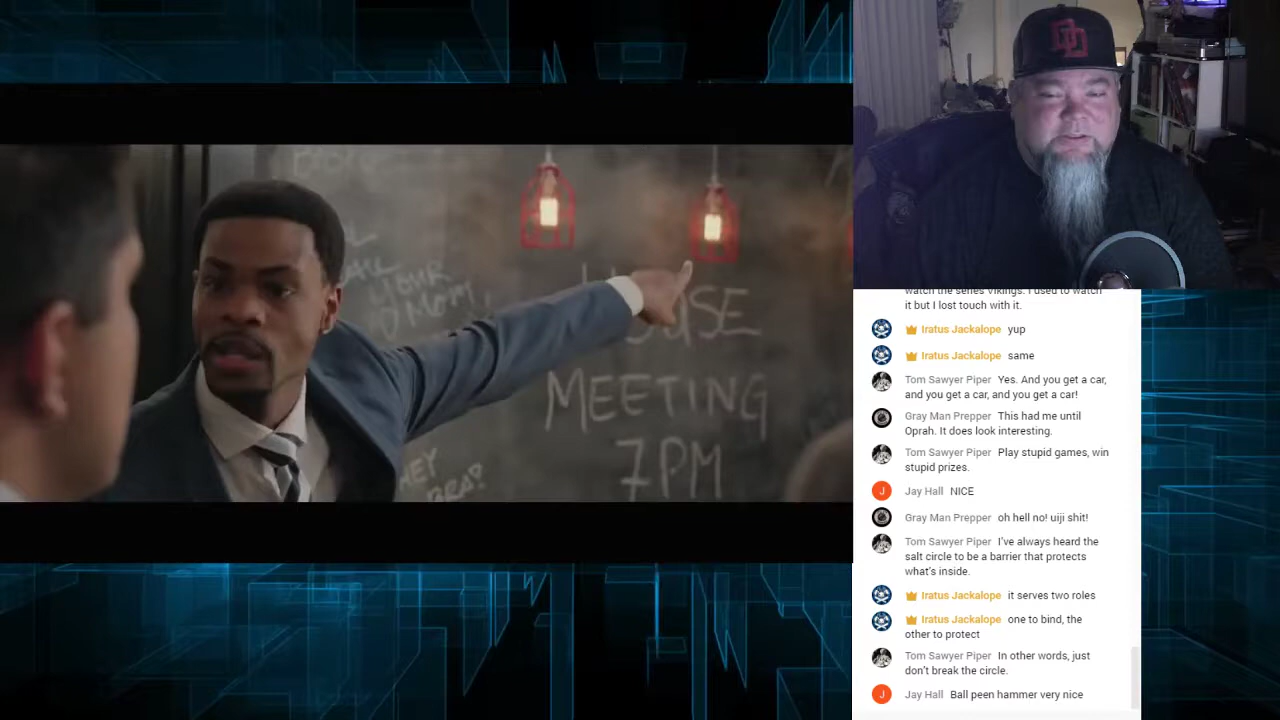 CALL
YOUR
MOM
HOUSE
MEETING
7PM
HEY
BRA!
watch the series Vikings. I used to watch
it but I lost touch with it.
Iratus Jackalope yup
Iratus Jackalope same
Tom Sawyer Piper Yes. And you get a car,
and you get a car, and you get a car!
Gray Man Prepper This had me until
Oprah. It does look interesting.
Tom Sawyer Piper Play stupid games, win
stupid prizes.
J Jay Hall NICE
Gray Man Prepper oh hell no! uiji shit!
Tom Sawyer Piper I've always heard the
salt circle to be a barrier that protects
what's inside.
Iratus Jackalope it serves two roles
Iratus Jackalope one to bind, the
other to protect
Tom Sawyer Piper In other words, just
don't break the circle.
J Jay Hall Ball peen hammer very nice